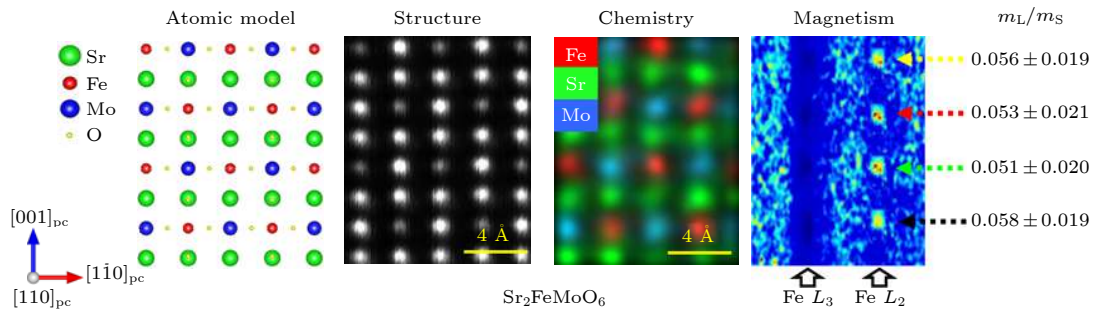 Atomic model
Structure
Chemistry
Magnetism
m_L/m_S
Sr
Fe
Mo
O
[001]_pc
[11̄0]_pc
[110]_pc
4 Å
Fe
Sr
Mo
4 Å
0.056 ± 0.019
0.053 ± 0.021
0.051 ± 0.020
0.058 ± 0.019
Fe L₃
Fe L₂
Sr₂FeMoO₆